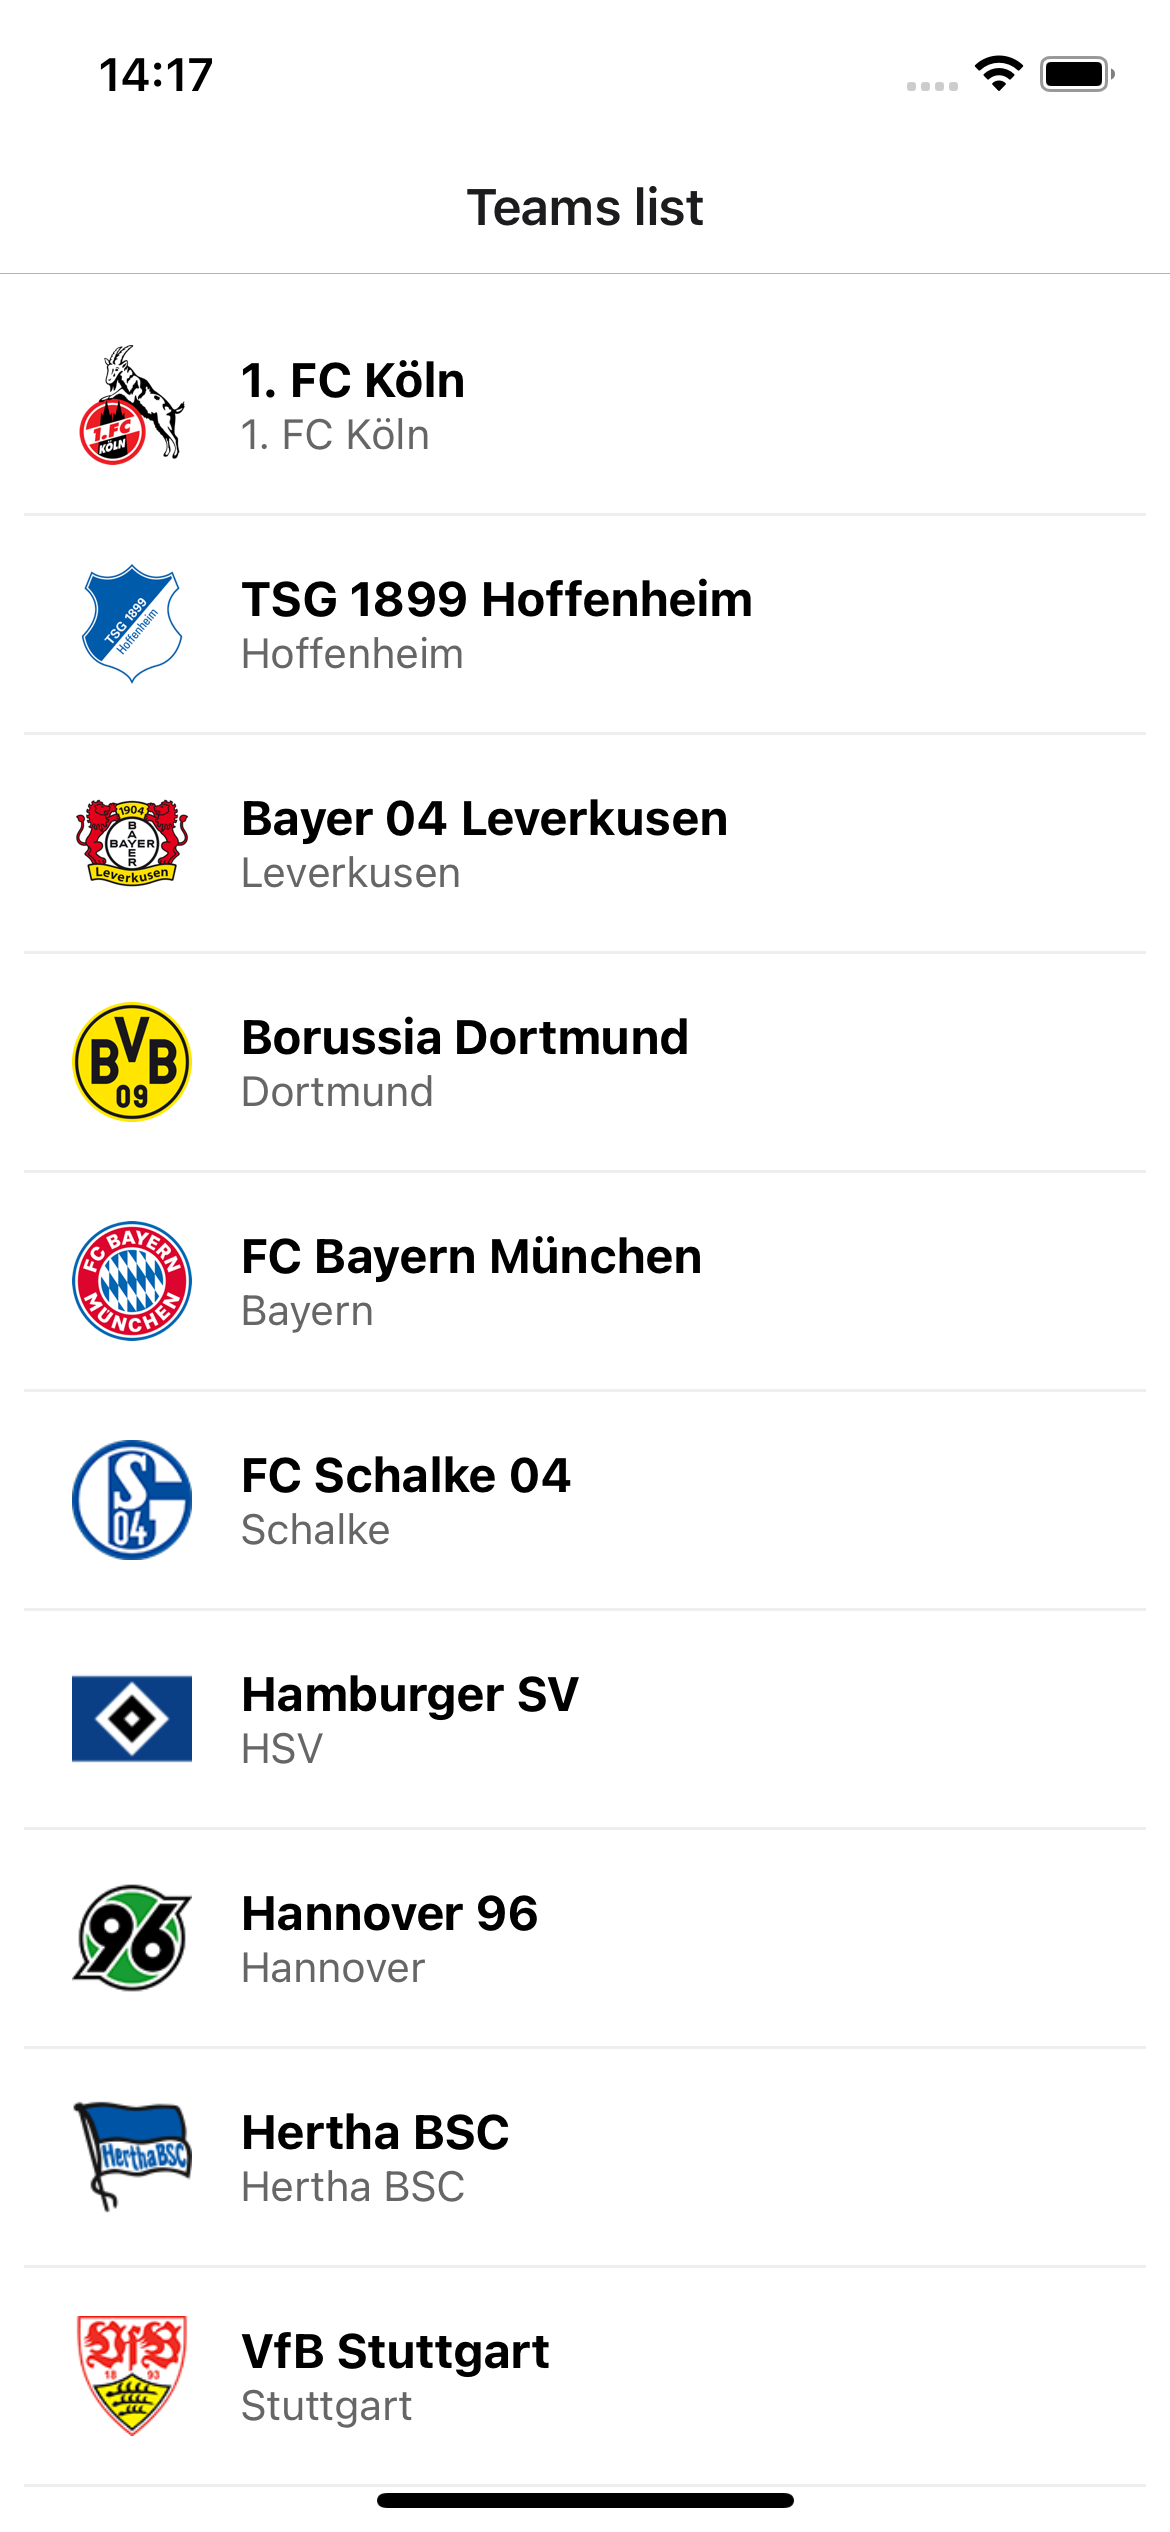 14:17
Teams list
1.FC
KÖLN
1. FC Köln
1. FC Köln
TSG 1899
Hoffenheim
TSG 1899 Hoffenheim
Hoffenheim
1904
BAYER
BAYER
Leverkusen
Bayer 04 Leverkusen
Leverkusen
BVB
09
Borussia Dortmund
Dortmund
FC BAYERN
MÜNCHEN
FC Bayern München
Bayern
S
04
FC Schalke 04
Schalke
Hamburger SV
HSV
96
Hannover 96
Hannover
Hertha BSC
Hertha BSC
Hertha BSC
VfB
18 93
VfB Stuttgart
Stuttgart